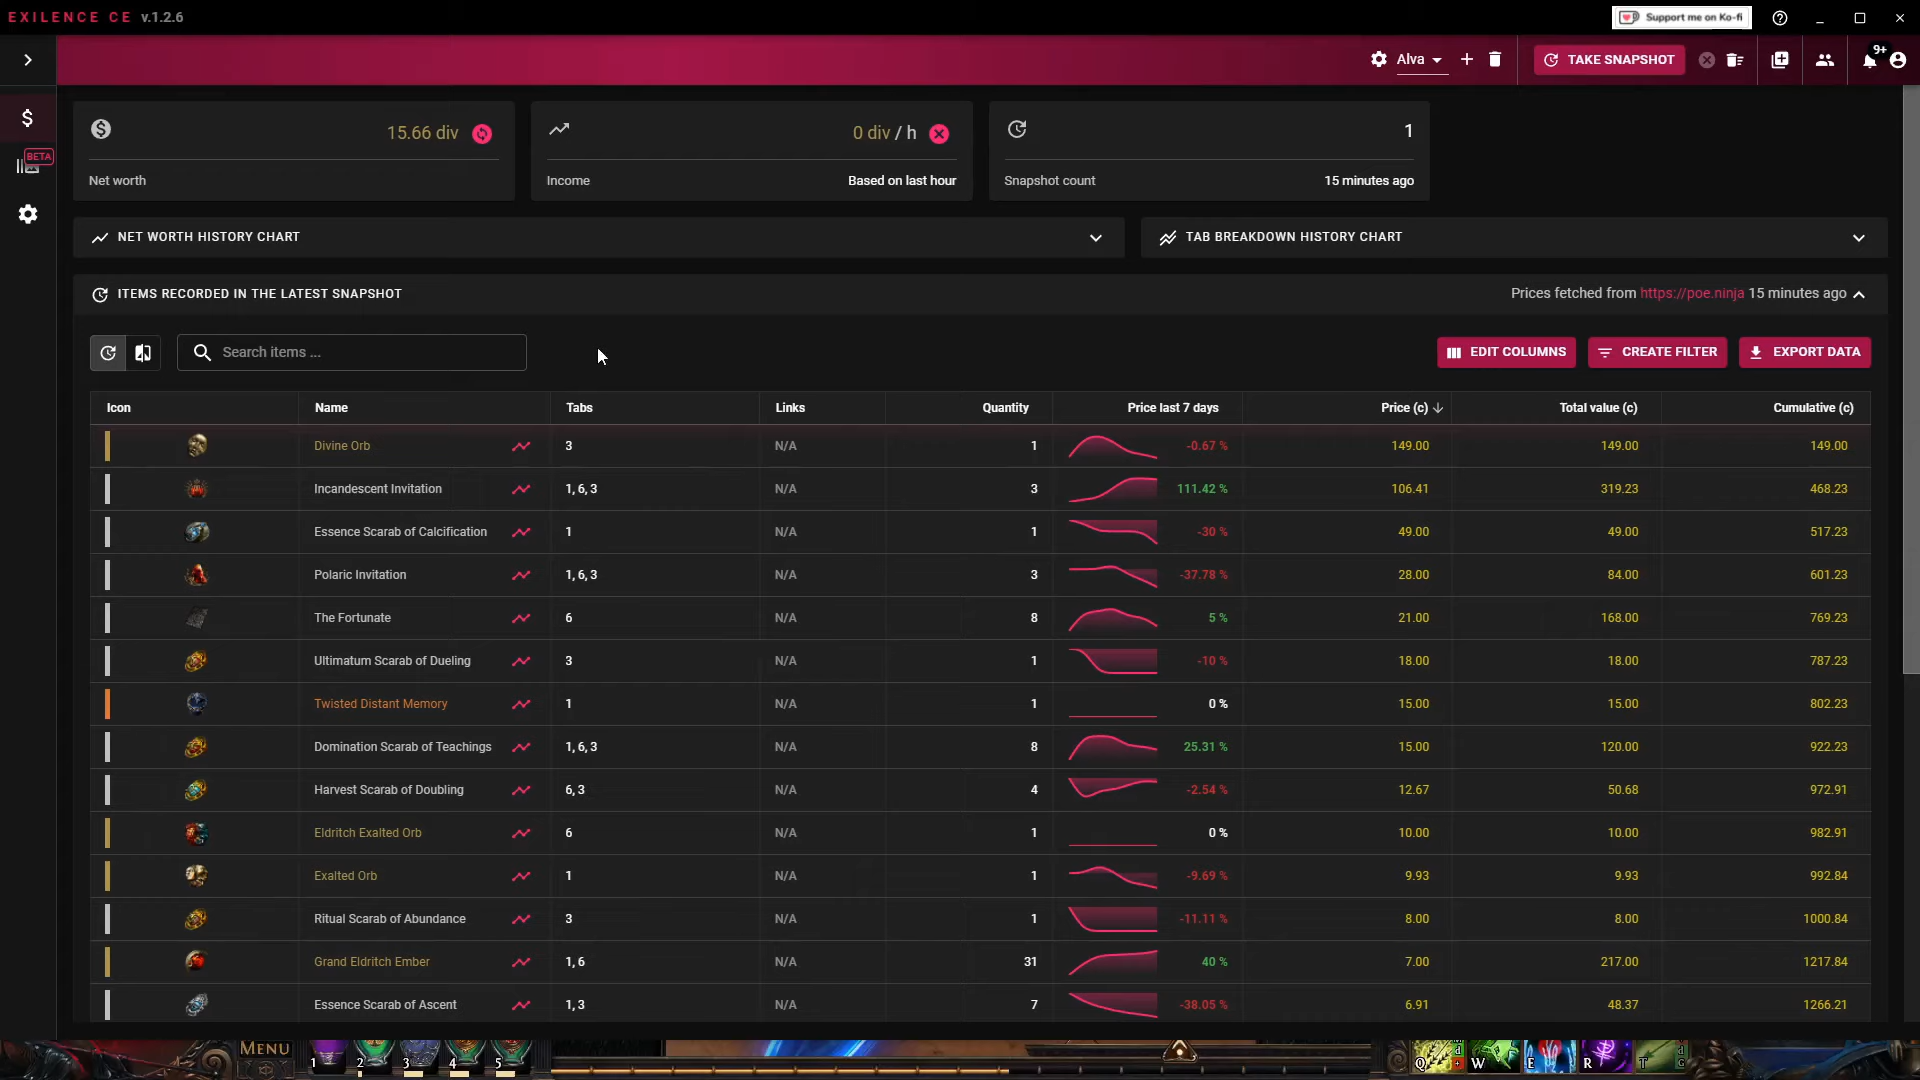 EXILENCE CE v.1.2.6
Support me on Ko-fi
Alva
TAKE SNAPSHOT
9+
BETA
15.66 div
Net worth
0 div / h
Income Based on last hour
1
Snapshot count 15 minutes ago
NET WORTH HISTORY CHART
TAB BREAKDOWN HISTORY CHART
ITEMS RECORDED IN THE LATEST SNAPSHOT
Prices fetched from https://poe.ninja 15 minutes ago
Search items ...
EDIT COLUMNS
CREATE FILTER
EXPORT DATA
Icon Name Tabs Links Quantity Price last 7 days Price (c) Total value (c) Cumulative (c)
Divine Orb 3 N/A 1 -0.67 % 149.00 149.00 149.00
Incandescent Invitation 1, 6, 3 N/A 3 111.42 % 106.41 319.23 468.23
Essence Scarab of Calcification 1 N/A 1 -30 % 49.00 49.00 517.23
Polaric Invitation 1, 6, 3 N/A 3 -37.78 % 28.00 84.00 601.23
The Fortunate 6 N/A 8 5 % 21.00 168.00 769.23
Ultimatum Scarab of Dueling 3 N/A 1 -10 % 18.00 18.00 787.23
Twisted Distant Memory 1 N/A 1 0 % 15.00 15.00 802.23
Domination Scarab of Teachings 1, 6, 3 N/A 8 25.31 % 15.00 120.00 922.23
Harvest Scarab of Doubling 6, 3 N/A 4 -2.54 % 12.67 50.68 972.91
Eldritch Exalted Orb 6 N/A 1 0 % 10.00 10.00 982.91
Exalted Orb 1 N/A 1 -9.69 % 9.93 9.93 992.84
Ritual Scarab of Abundance 3 N/A 1 -11.11 % 8.00 8.00 1000.84
Grand Eldritch Ember 1, 6 N/A 31 40 % 7.00 217.00 1217.84
Essence Scarab of Ascent 1, 3 N/A 7 -38.05 % 6.91 48.37 1266.21
MENU
1 2 3 4 5
Q W E R T